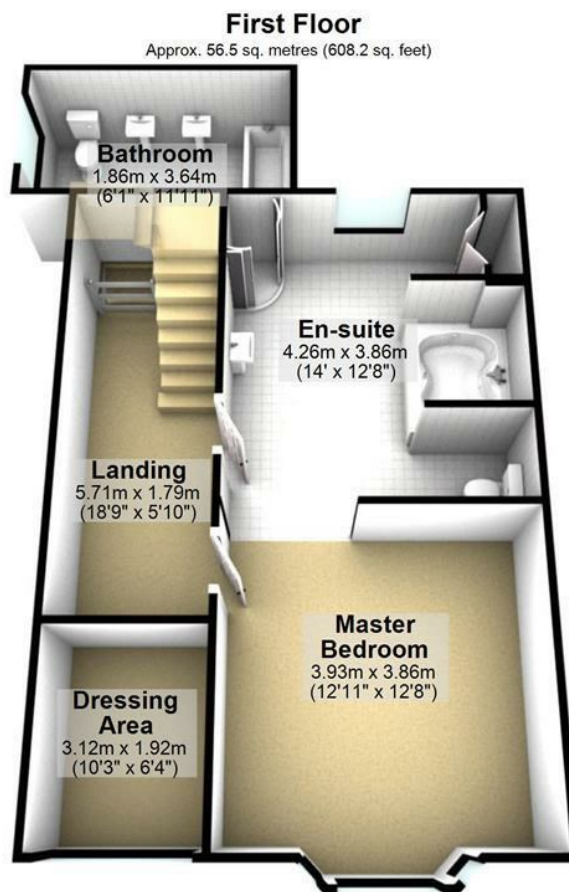 First Floor
Approx. 56.5 sq. metres (608.2 sq. feet)
Bathroom
1.86m x 3.64m
(6'1" x 11'11")
En-suite
4.26m x 3.86m
(14' x 12'8")
Landing
5.71m x 1.79m
(18'9" x 5'10")
Master
Bedroom
3.93m x 3.86m
(12'11" x 12'8")
Dressing
Area
3.12m x 1.92m
(10'3" x 6'4")